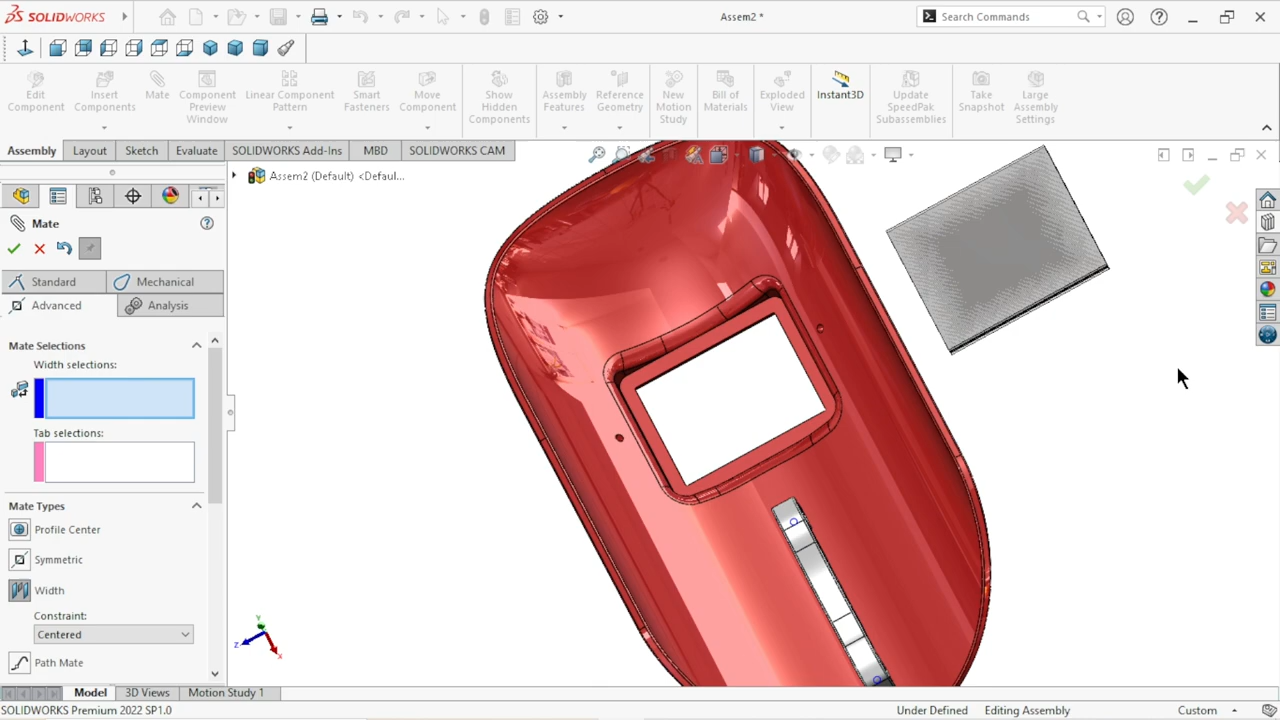 SOLIDWORKS
Assem2 *
Search Commands
Edit Component
Insert Components
Mate
Component Preview Window
Linear Component Pattern
Smart Fasteners
Move Component
Show Hidden Components
Assembly Features
Reference Geometry
New Motion Study
Bill of Materials
Exploded View
Instant3D
Update SpeedPak Subassemblies
Take Snapshot
Large Assembly Settings
Assembly Layout Sketch Evaluate SOLIDWORKS Add-Ins MBD SOLIDWORKS CAM
Assem2 (Default) <Defaul...
Mate
Standard Mechanical
Advanced Analysis
Mate Selections
Width selections:
Tab selections:
Mate Types
Profile Center
Symmetric
Width
Constraint:
Centered
Path Mate
Y
Z
X
Model 3D Views Motion Study 1
SOLIDWORKS Premium 2022 SP1.0
Under Defined Editing Assembly Custom